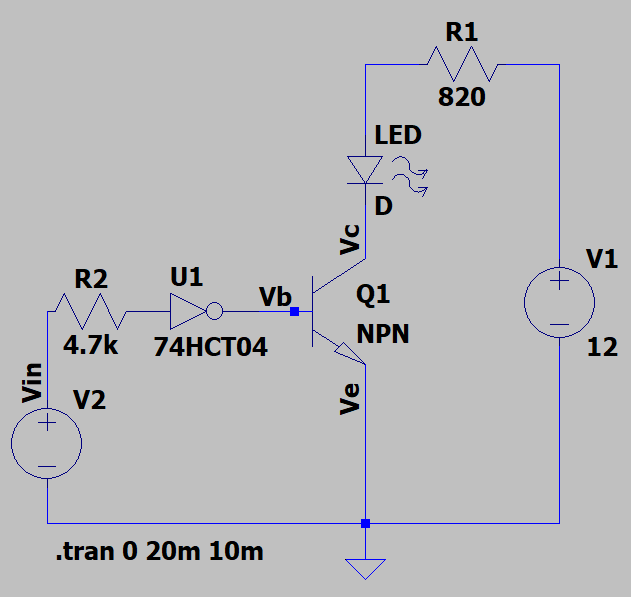 R1
820
LED
D
Vc
V1
R2
U1
Vb
Q1
4.7k
74HCT04
NPN
12
Vin
V2
Ve
.tran 0 20m 10m